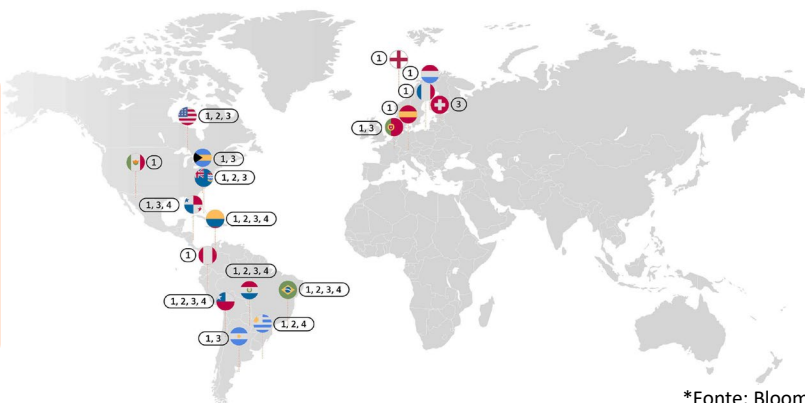 1
1
1
3
1
1, 3
1, 2, 3
1, 3
1
1, 2, 3
1, 3, 4
1, 2, 3, 4
1
1, 2, 3, 4
1, 2, 3, 4
1, 2, 3, 4
1, 2, 4
1, 3
*Fonte: Bloom